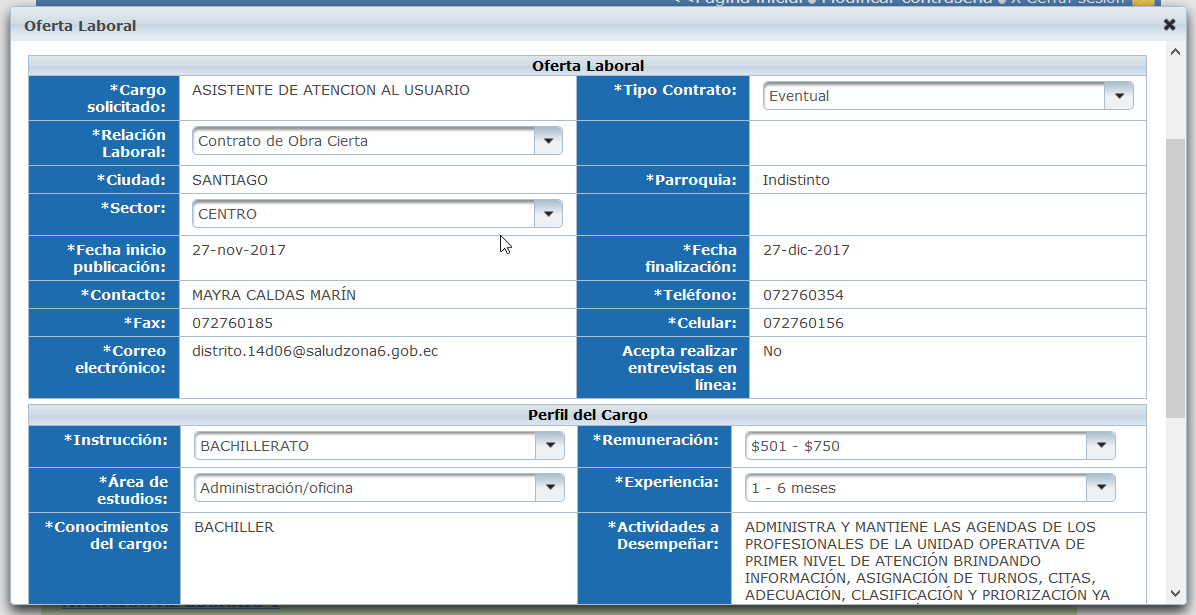 Oferta Laboral
Oferta Laboral
*Cargo solicitado: ASISTENTE DE ATENCION AL USUARIO *Tipo Contrato: Eventual
*Relación Laboral: Contrato de Obra Cierta
*Ciudad: SANTIAGO *Parroquia: Indistinto
*Sector: CENTRO
*Fecha inicio publicación: 27-nov-2017 *Fecha finalización: 27-dic-2017
*Contacto: MAYRA CALDAS MARÍN *Teléfono: 072760354
*Fax: 072760185 *Celular: 072760156
*Correo electrónico: distrito.14d06@saludzona6.gob.ec Acepta realizar entrevistas en línea: No
Perfil del Cargo
*Instrucción: BACHILLERATO *Remuneración: $501 - $750
*Área de estudios: Administración/oficina *Experiencia: 1 - 6 meses
*Conocimientos del cargo: BACHILLER *Actividades a Desempeñar: ADMINISTRA Y MANTIENE LAS AGENDAS DE LOS
PROFESIONALES DE LA UNIDAD OPERATIVA DE
PRIMER NIVEL DE ATENCIÓN BRINDANDO
INFORMACIÓN, ASIGNACIÓN DE TURNOS, CITAS,
ADECUACIÓN, CLASIFICACIÓN Y PRIORIZACIÓN YA